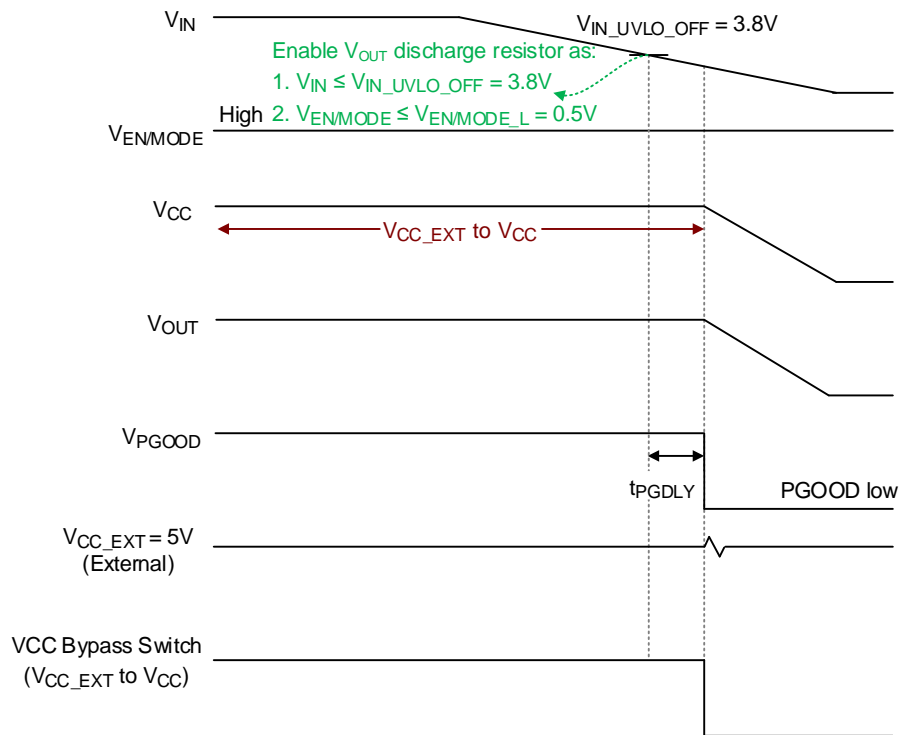 VIN
VIN_UVLO_OFF = 3.8V
Enable VOUT discharge resistor as:
1. VIN ≤ VIN_UVLO_OFF = 3.8V
2. VEN/MODE ≤ VEN/MODE_L = 0.5V
High
VEN/MODE
VCC
VCC_EXT to VCC
VOUT
VPGOOD
tPGDLY
PGOOD low
VCC_EXT = 5V
(External)
VCC Bypass Switch
(VCC_EXT to VCC)